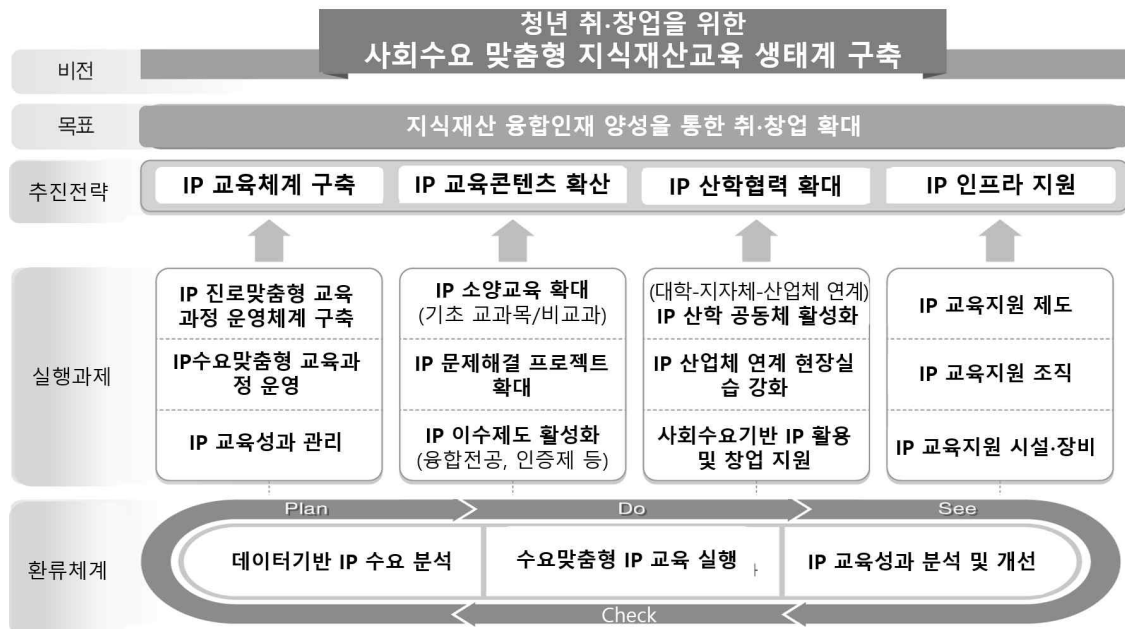 청년 취·창업을 위한
사회수요 맞춤형 지식재산교육 생태계 구축
비전
목표
지식재산 융합인재 양성을 통한 취·창업 확대
추진전략
IP 교육체계 구축
IP 교육콘텐츠 확산
IP 산학협력 확대
IP 인프라 지원
실행과제
IP 진로맞춤형 교육
과정 운영체계 구축
IP수요맞춤형 교육과
정 운영
IP 교육성과 관리
IP 소양교육 확대
(기초 교과목/비교과)
IP 문제해결 프로젝트
확대
IP 이수제도 활성화
(융합전공, 인증제 등)
(대학-지자체-산업체 연계)
IP 산학 공동체 활성화
IP 산업체 연계 현장실
습 강화
사회수요기반 IP 활용
및 창업 지원
IP 교육지원 제도
IP 교육지원 조직
IP 교육지원 시설·장비
환류체계
Plan
Do
See
데이터기반 IP 수요 분석
수요맞춤형 IP 교육 실행
IP 교육성과 분석 및 개선
Check